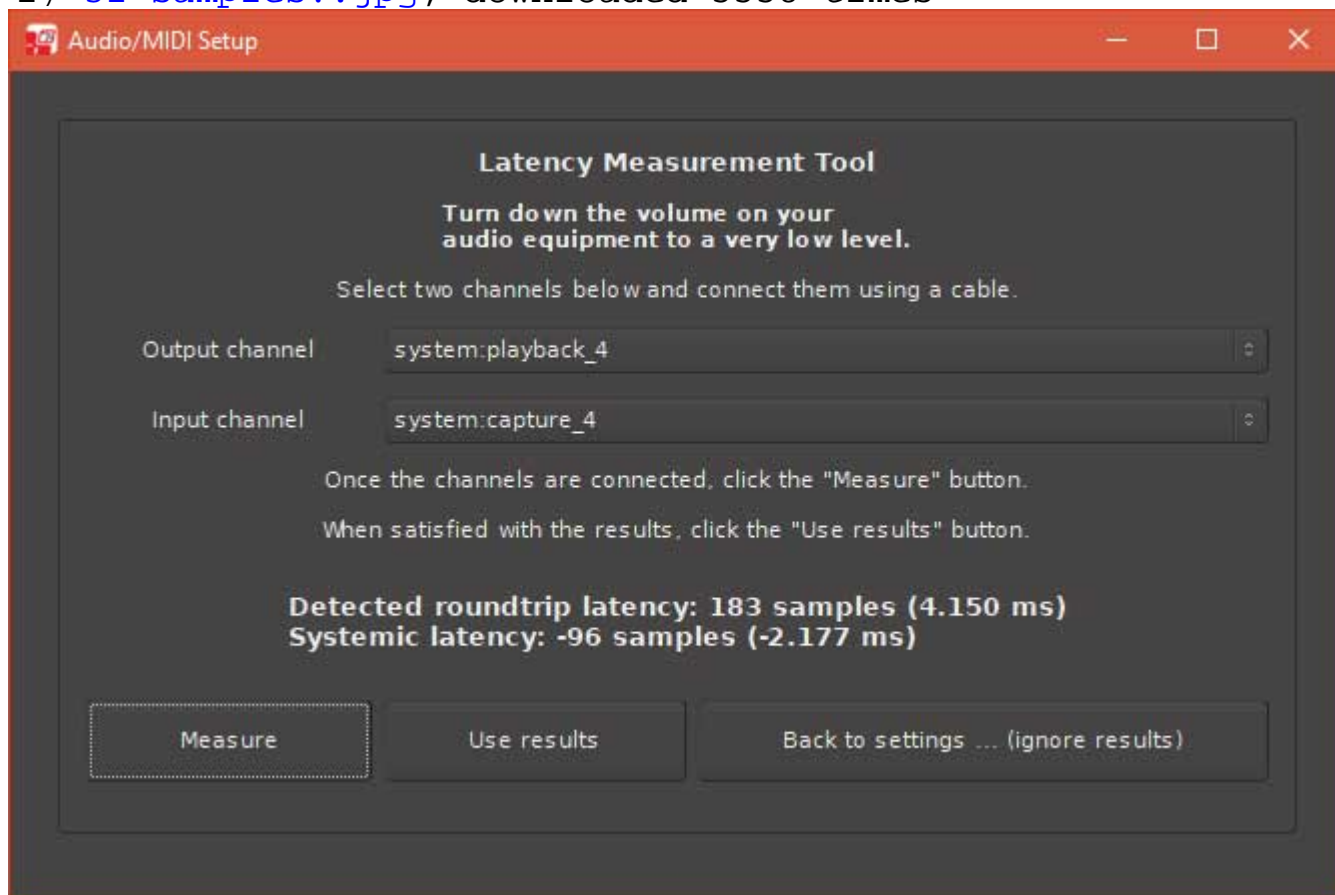 Audio/MIDI Setup
Latency Measurement Tool
Turn down the volume on your
audio equipment to a very low level.
Select two channels below and connect them using a cable.
Output channel system:playback_4
Input channel system:capture_4
Once the channels are connected, click the "Measure" button.
When satisfied with the results, click the "Use results" button.
Detected roundtrip latency: 183 samples (4.150 ms)
Systemic latency: -96 samples (-2.177 ms)
Measure Use results Back to settings ... (ignore results)